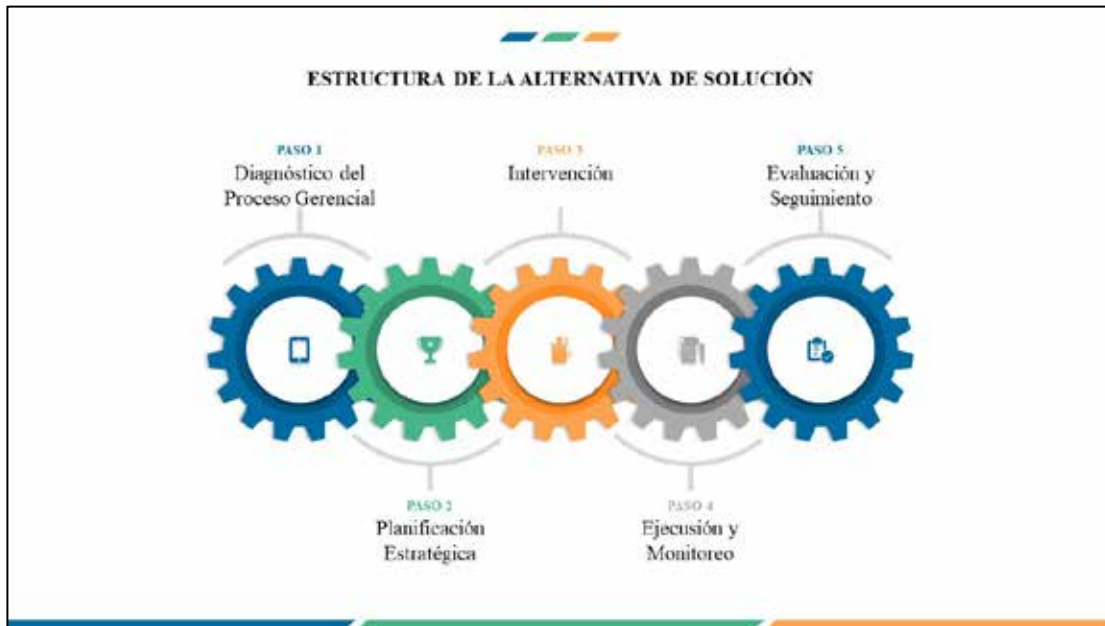 ESTRUCTURA DE LA ALTERNATIVA DE SOLUCIÓN
PASO 1
Diagnóstico del
Proceso Gerencial
PASO 2
Planificación
Estratégica
PASO 3
Intervención
PASO 4
Ejecusión y
Monitoreo
PASO 5
Evaluación y
Seguimiento